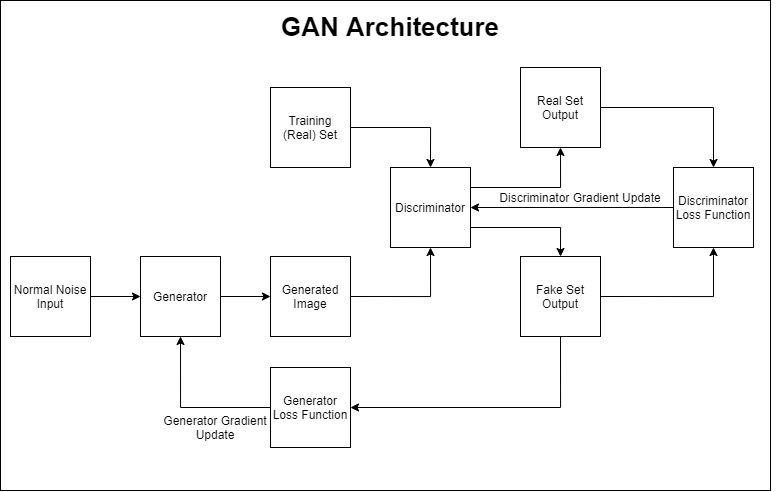 GAN Architecture
Training
(Real) Set
Real Set
Output
Discriminator
Discriminator Gradient Update
Discriminator
Loss Function
Normal Noise
Input
Generator
Generated
Image
Fake Set
Output
Generator
Loss Function
Generator Gradient
Update